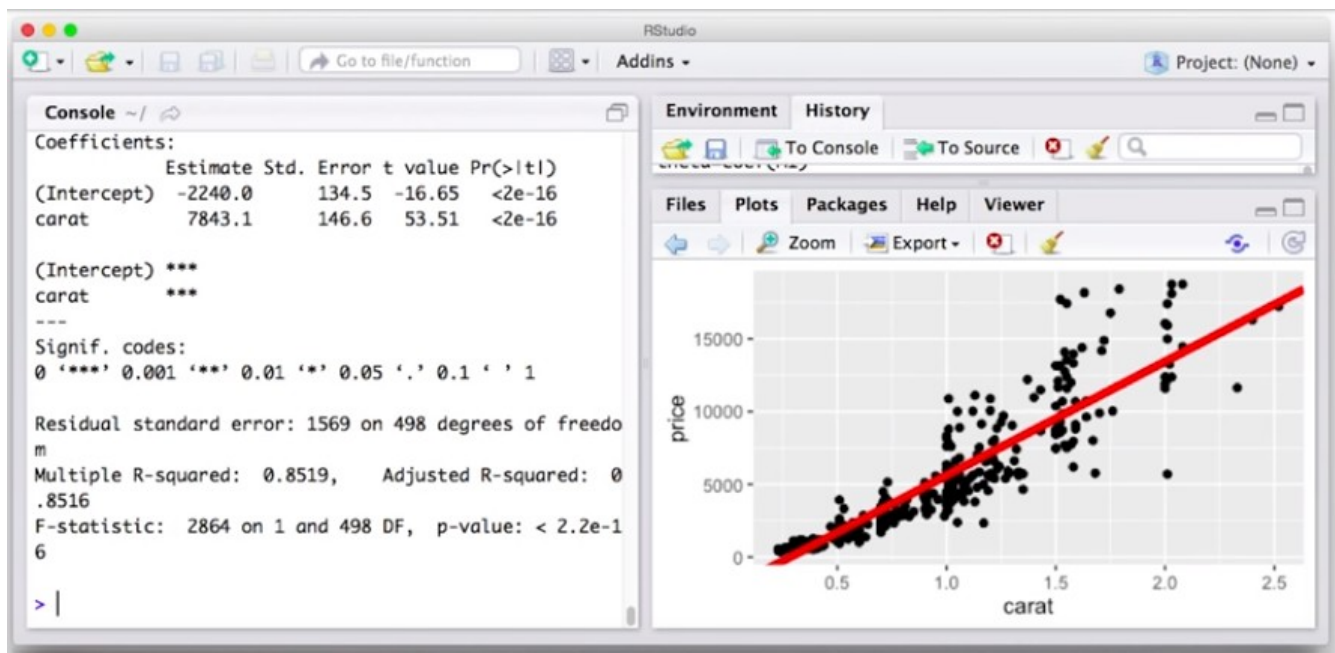 RStudio
Go to file/function
Addins
Project: (None)
Console ~/
Coefficients:
Estimate Std. Error t value Pr(>|t|)
(Intercept) -2240.0 134.5 -16.65 <2e-16
carat 7843.1 146.6 53.51 <2e-16
(Intercept) ***
carat ***
---
Signif. codes:
0 ‘***’ 0.001 ‘**’ 0.01 ‘*’ 0.05 ‘.’ 0.1 ‘ ’ 1
Residual standard error: 1569 on 498 degrees of freedo
m
Multiple R-squared: 0.8519, Adjusted R-squared: 0
.8516
F-statistic: 2864 on 1 and 498 DF, p-value: < 2.2e-1
6
>
Environment History
To Console To Source
Files Plots Packages Help Viewer
Zoom Export
15000
10000
5000
0
price
0.5 1.0 1.5 2.0 2.5
carat